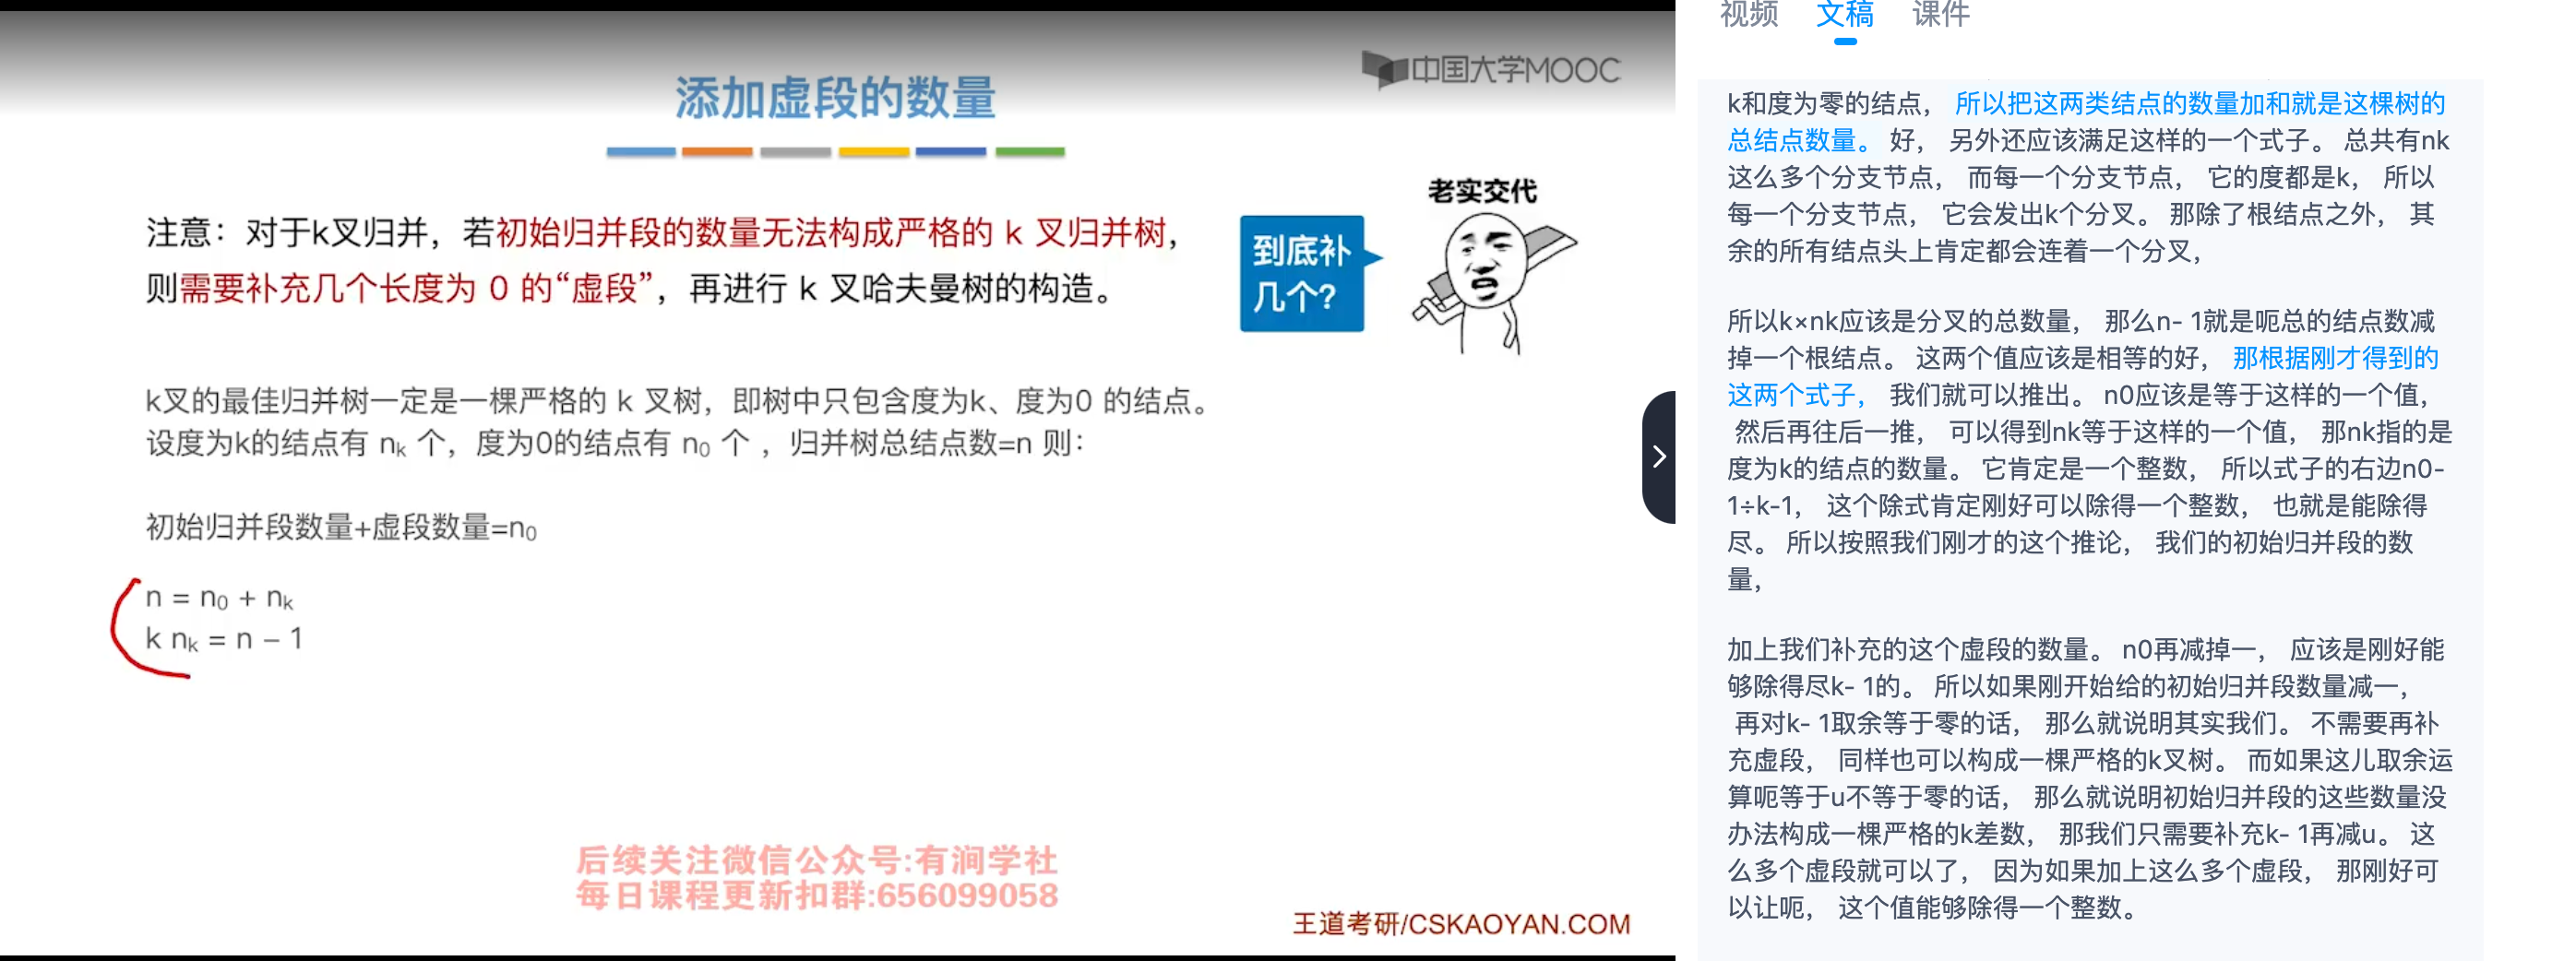 中国大学MOOC
添加虚段的数量
注意：对于k叉归并，若初始归并段的数量无法构成严格的 k 叉归并树，
则需要补充几个长度为 0 的“虚段”，再进行 k 叉哈夫曼树的构造。
老实交代
到底补
几个？
k叉的最佳归并树一定是一棵严格的 k 叉树，即树中只包含度为k、度为0 的结点。
设度为k的结点有 nk 个，度为0的结点有 n0 个 ，归并树总结点数=n 则：
初始归并段数量+虚段数量=n0
n = n0 + nk
k nk = n – 1
后续关注微信公众号:有涧学社
每日课程更新扣群:656099058
王道考研/CSKAOYAN.COM
视频 文稿 课件
k和度为零的结点， 所以把这两类结点的数量加和就是这棵树的
总结点数量。 好， 另外还应该满足这样的一个式子。 总共有nk
这么多个分支节点， 而每一个分支节点， 它的度都是k， 所以
每一个分支节点， 它会发出k个分叉。 那除了根结点之外， 其
余的所有结点头上肯定都会连着一个分叉，
所以k×nk应该是分叉的总数量， 那么n- 1就是呃总的结点数减
掉一个根结点。 这两个值应该是相等的好， 那根据刚才得到的
这两个式子， 我们就可以推出。 n0应该是等于这样的一个值，
然后再往后一推， 可以得到nk等于这样的一个值， 那nk指的是
度为k的结点的数量。 它肯定是一个整数， 所以式子的右边n0-
1÷k-1， 这个除式肯定刚好可以除得一个整数， 也就是能除得
尽。 所以按照我们刚才的这个推论， 我们的初始归并段的数
量，
加上我们补充的这个虚段的数量。 n0再减掉一， 应该是刚好能
够除得尽k- 1的。 所以如果刚开始给的初始归并段数量减一，
再对k- 1取余等于零的话， 那么就说明其实我们。 不需要再补
充虚段， 同样也可以构成一棵严格的k叉树。 而如果这儿取余运
算呃等于u不等于零的话， 那么就说明初始归并段的这些数量没
办法构成一棵严格的k差数， 那我们只需要补充k- 1再减u。 这
么多个虚段就可以了， 因为如果加上这么多个虚段， 那刚好可
以让呃， 这个值能够除得一个整数。